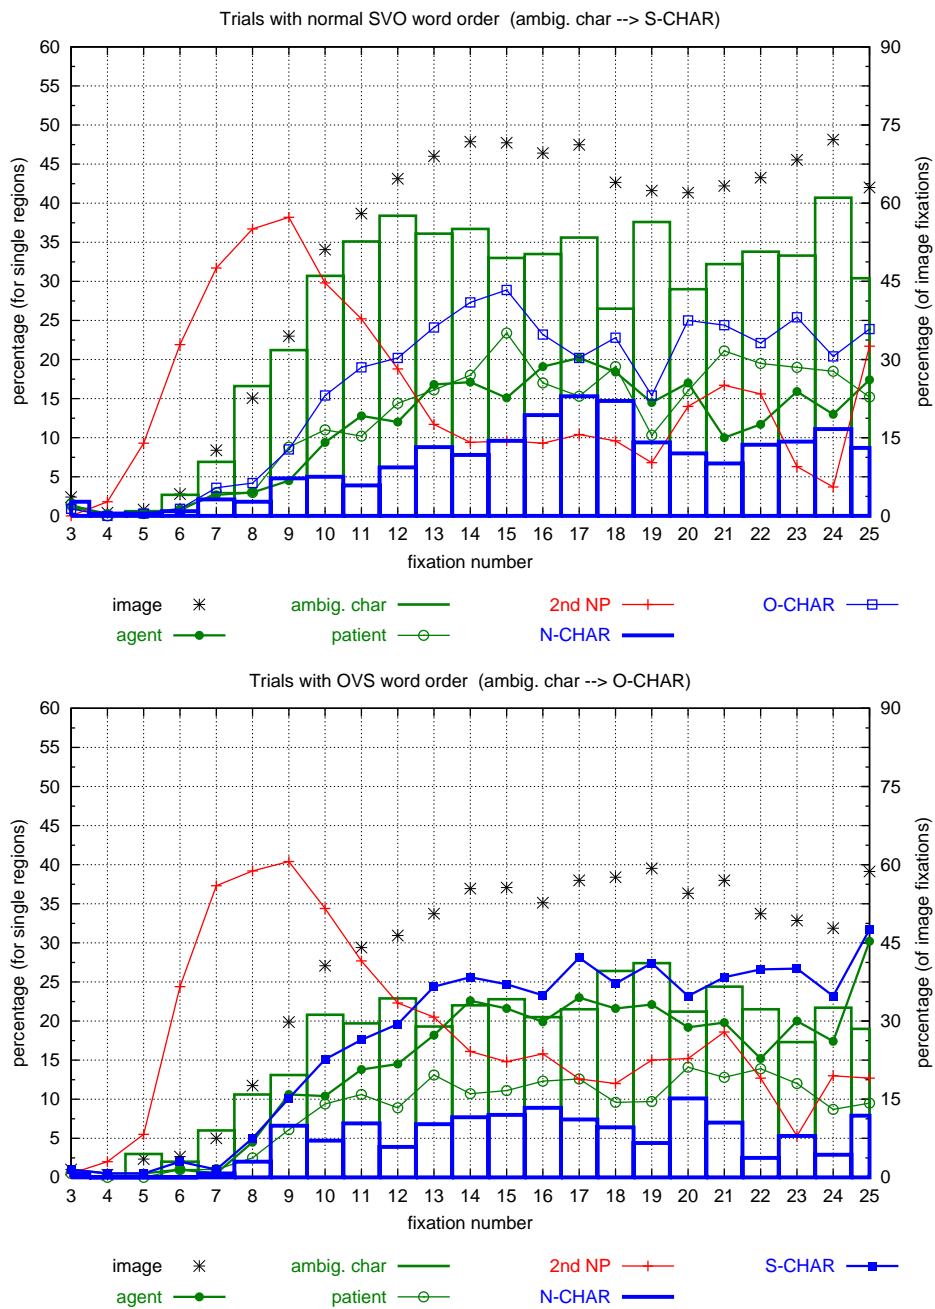 Trials with normal SVO word order (ambig. char --> S-CHAR)
percentage (for single regions)
60
55
50
45
40
35
30
25
20
15
10
5
0
90
75
60
45
30
15
0
percentage (of image fixations)
3 4 5 6 7 8 9 10 11 12 13 14 15 16 17 18 19 20 21 22 23 24 25
fixation number
image ambig. char 2nd NP O-CHAR
agent patient N-CHAR
Trials with OVS word order (ambig. char --> O-CHAR)
percentage (for single regions)
60
55
50
45
40
35
30
25
20
15
10
5
0
90
75
60
45
30
15
0
percentage (of image fixations)
3 4 5 6 7 8 9 10 11 12 13 14 15 16 17 18 19 20 21 22 23 24 25
fixation number
image ambig. char 2nd NP S-CHAR
agent patient N-CHAR